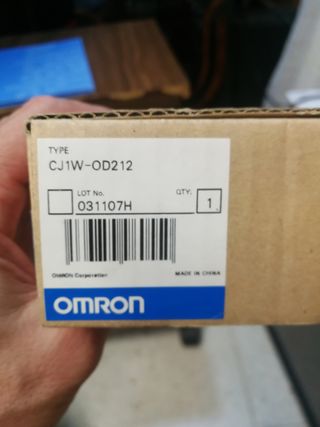 TYPE
CJ1W-OD212
LOT No. QTY.
031107H 1
OMRON Corporation MADE IN CHINA
OMRON